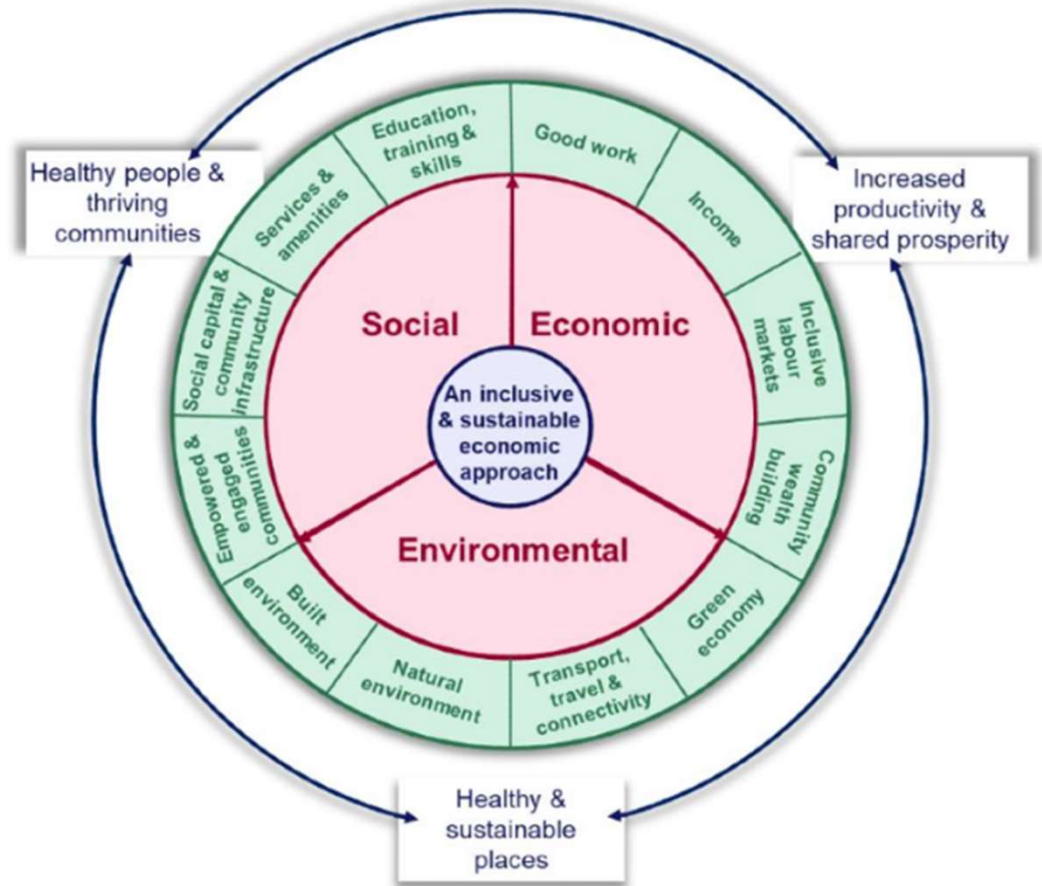 Education,
training &
skills
Good work
Services &
amenities
Income
Healthy people &
thriving
communities
Increased
productivity &
shared prosperity
Social capital &
community
infrastructure
Social
Economic
Inclusive
labour
markets
An inclusive
& sustainable
economic
approach
Empowered &
engaged
communities
Community
wealth
building
Environmental
Built
environment
Green
economy
Natural
environment
Transport,
travel &
connectivity
Healthy &
sustainable
places